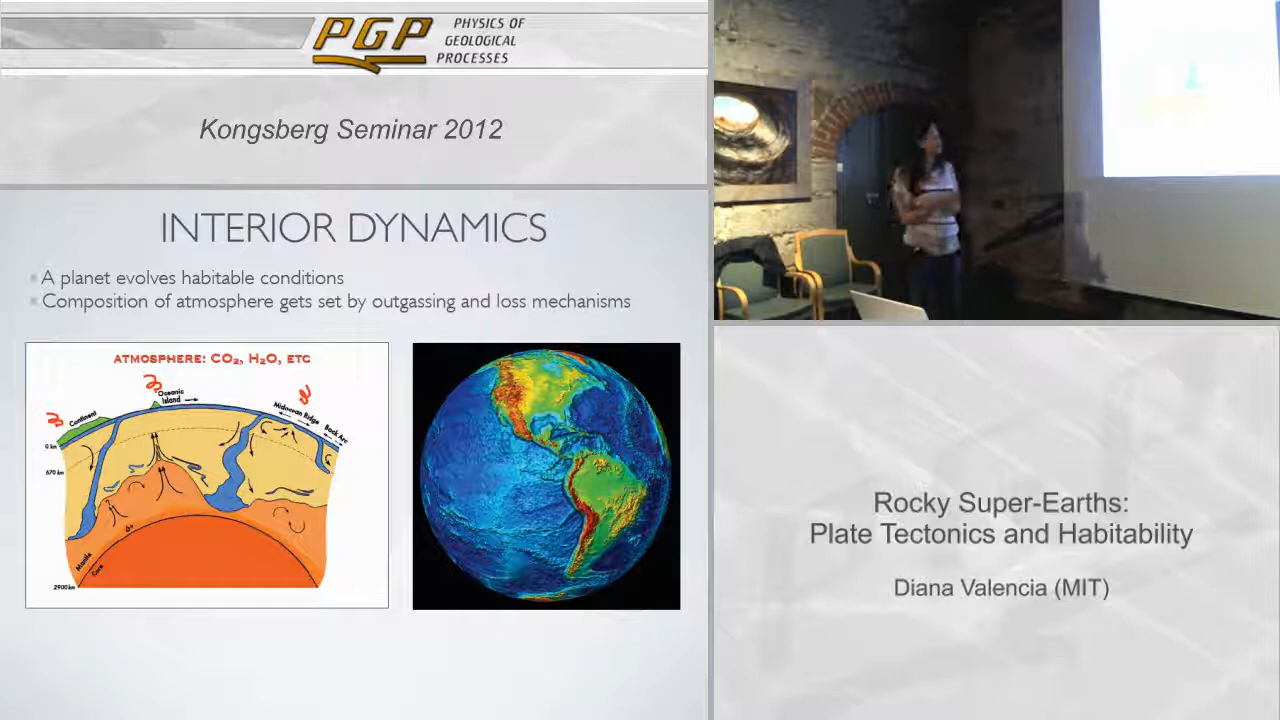 PGP
PHYSICS OF
GEOLOGICAL
PROCESSES
Kongsberg Seminar 2012
INTERIOR DYNAMICS
A planet evolves habitable conditions
Composition of atmosphere gets set by outgassing and loss mechanisms
ATMOSPHERE: CO₂, H₂O, ETC
Oceanic
Island
Continent
Midocean Ridge
Back Arc
0 km
670 km
D"
Mantle
Core
2900km
Rocky Super-Earths:
Plate Tectonics and Habitability
Diana Valencia (MIT)